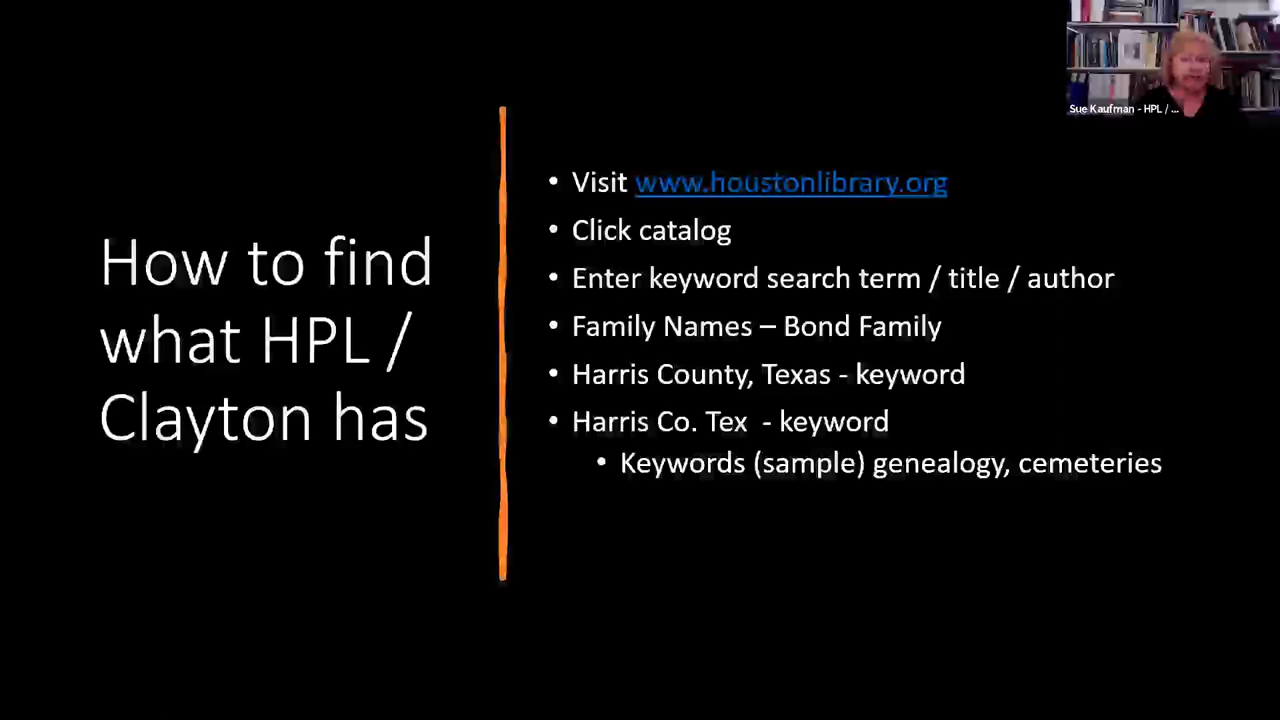 Sue Kaufman - HPL / ...
How to find
what HPL /
Clayton has
• Visit www.houstonlibrary.org
• Click catalog
• Enter keyword search term / title / author
• Family Names – Bond Family
• Harris County, Texas - keyword
• Harris Co. Tex  - keyword
• Keywords (sample) genealogy, cemeteries